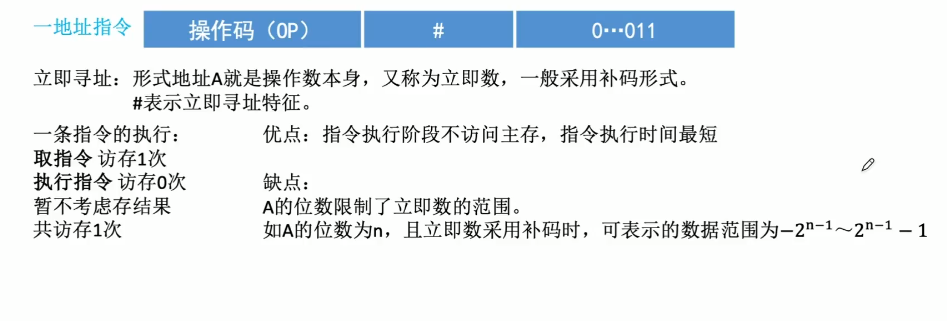 一地址指令 操作码（OP） # 0…011
立即寻址：形式地址A就是操作数本身，又称为立即数，一般采用补码形式。
#表示立即寻址特征。
一条指令的执行： 优点：指令执行阶段不访问主存，指令执行时间最短
取指令 访存1次
执行指令 访存0次 缺点：
暂不考虑存结果 A的位数限制了立即数的范围。
共访存1次 如A的位数为n，且立即数采用补码时，可表示的数据范围为−2ⁿ⁻¹～2ⁿ⁻¹ − 1